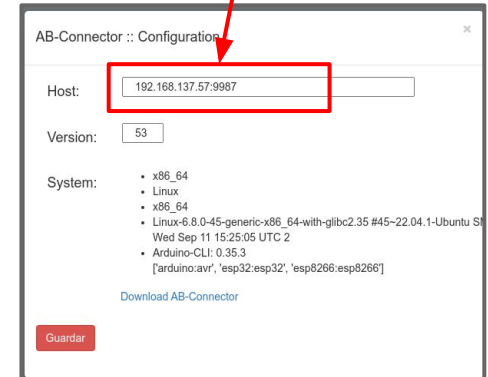 AB-Connector :: Configuration
×
Host: 192.168.137.57:9987
Version: 53
System:
• x86_64
• Linux
• x86_64
• Linux-6.8.0-45-generic-x86_64-with-glibc2.35 #45~22.04.1-Ubuntu
Wed Sep 11 15:25:05 UTC 2
• Arduino-CLI: 0.35.3
['arduino:avr', 'esp32:esp32', 'esp8266:esp8266']
Download AB-Connector
Guardar